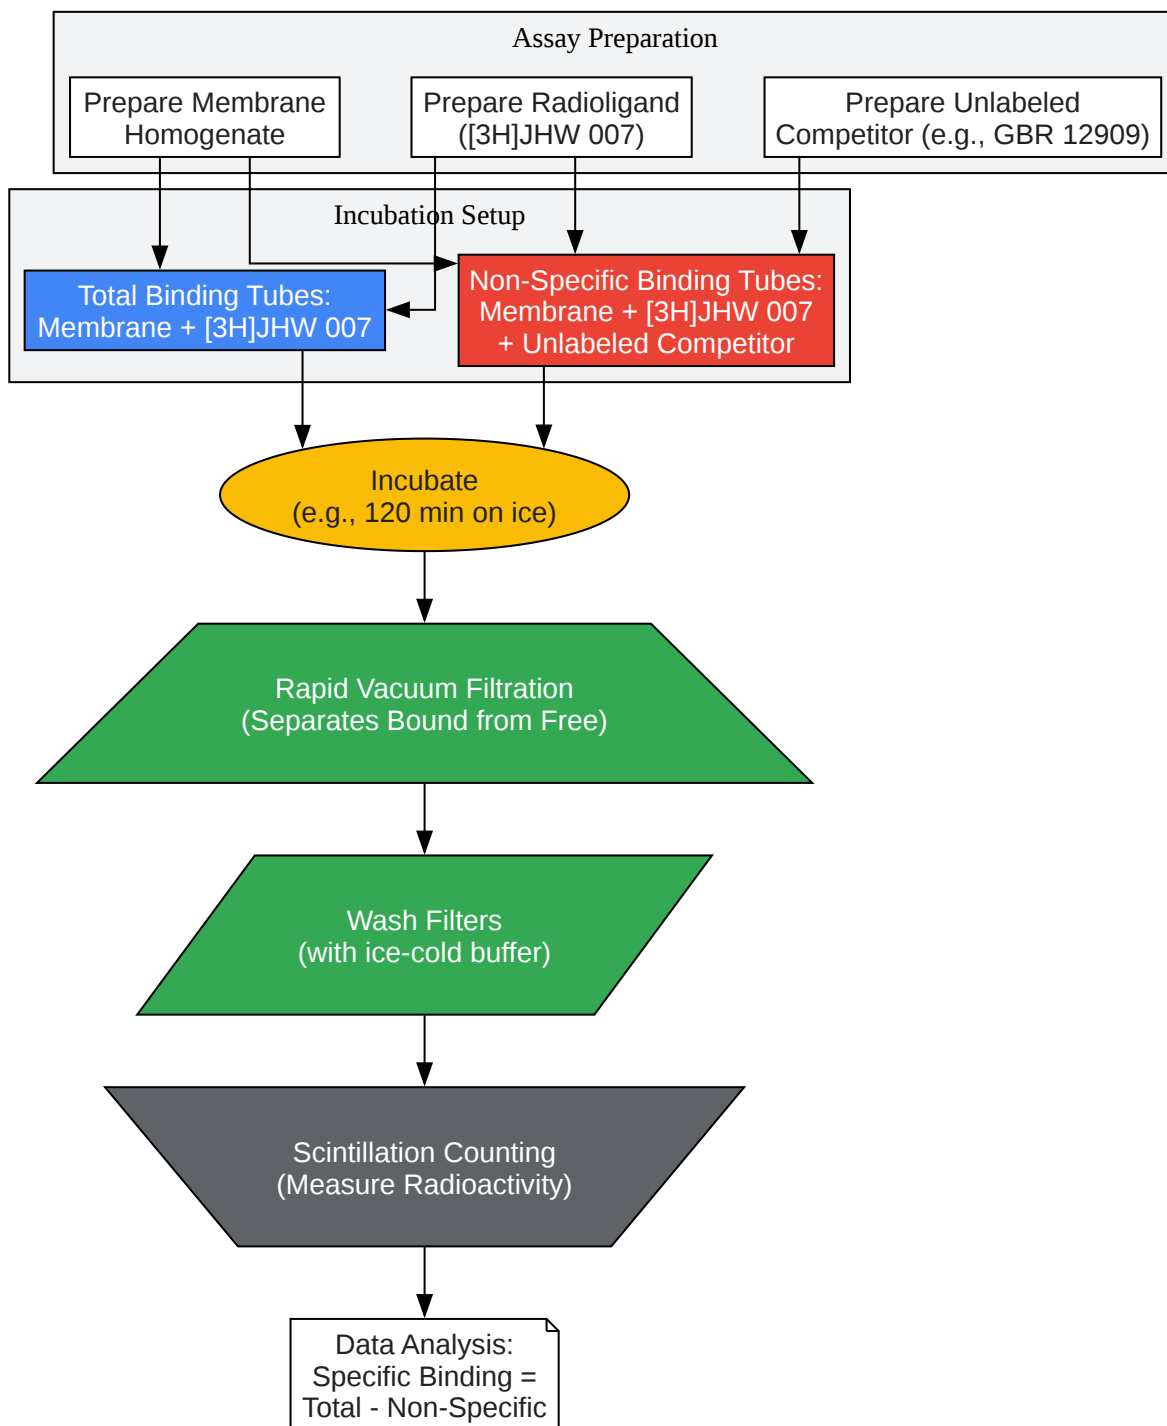 Assay Preparation
Prepare Membrane
Homogenate
Prepare Radioligand
([3H]JHW 007)
Prepare Unlabeled
Competitor (e.g., GBR 12909)
Incubation Setup
Total Binding Tubes:
Membrane + [3H]JHW 007
Non-Specific Binding Tubes:
Membrane + [3H]JHW 007
+ Unlabeled Competitor
Incubate
(e.g., 120 min on ice)
Rapid Vacuum Filtration
(Separates Bound from Free)
Wash Filters
(with ice-cold buffer)
Scintillation Counting
(Measure Radioactivity)
Data Analysis:
Specific Binding =
Total - Non-Specific